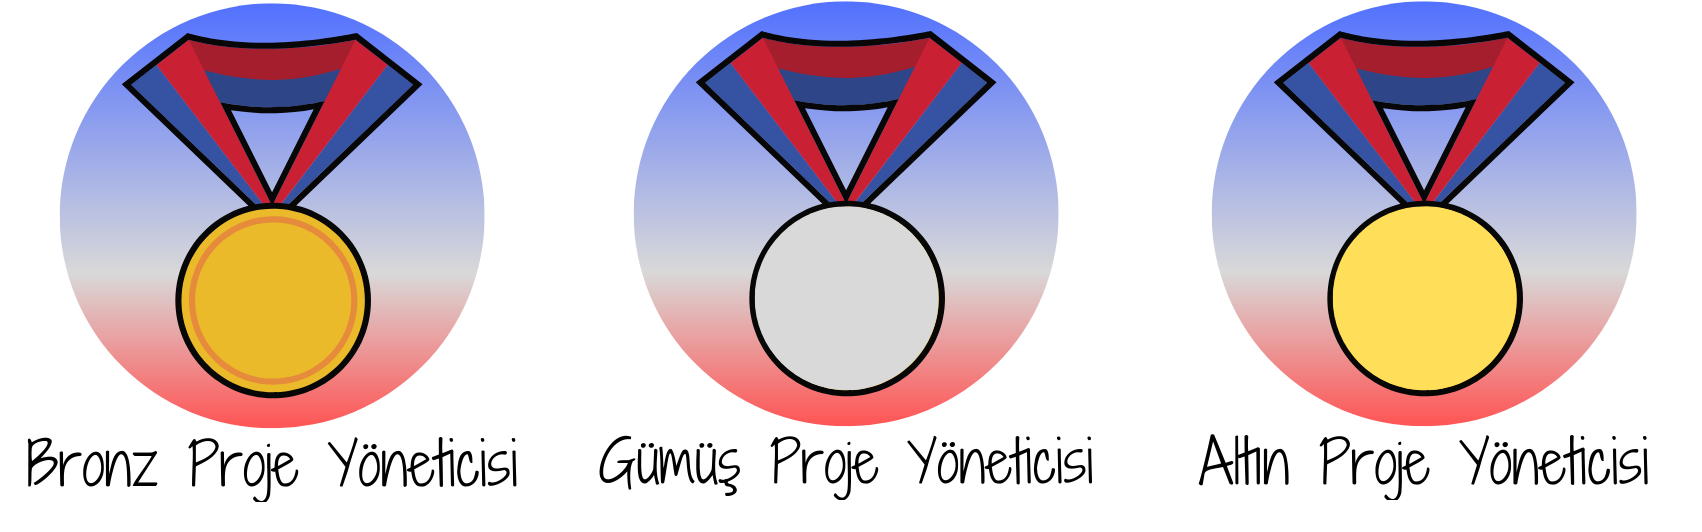 Bronz Proje Yöneticisi
Gümüş Proje Yöneticisi
Altın Proje Yöneticisi